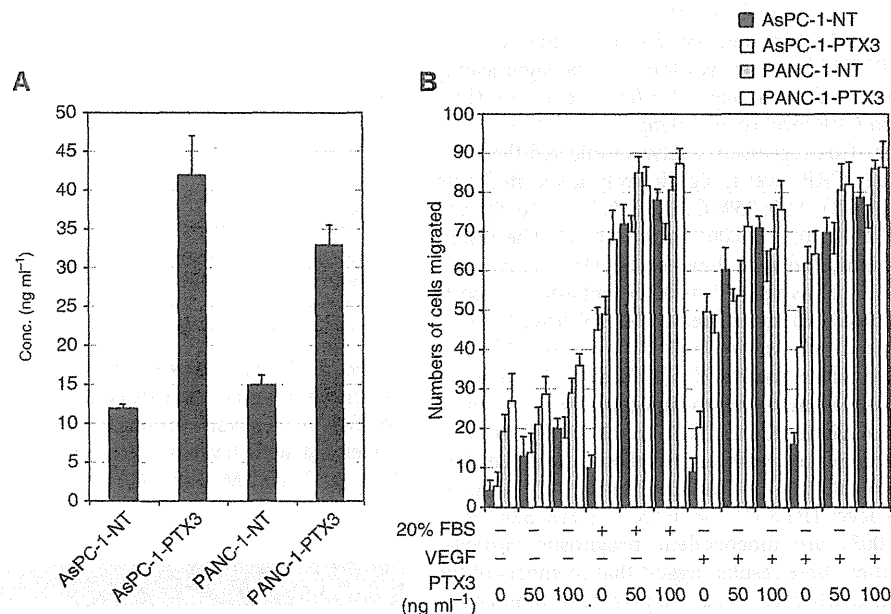 AsPC-1-NT
AsPC-1-PTX3
PANC-1-NT
PANC-1-PTX3
A
B
50
45
40
35
30
25
20
15
10
5
0
Conc. (ng ml⁻¹)
AsPC-1-NT
AsPC-1-PTX3
PANC-1-NT
PANC-1-PTX3
100
90
80
70
60
50
40
30
20
10
0
Numbers of cells migrated
20% FBS – – – + + + – – – + + +
VEGF – – – – – – + + + + + +
PTX3 (ng ml⁻¹) 0 50 100 0 50 100 0 50 100 0 50 100